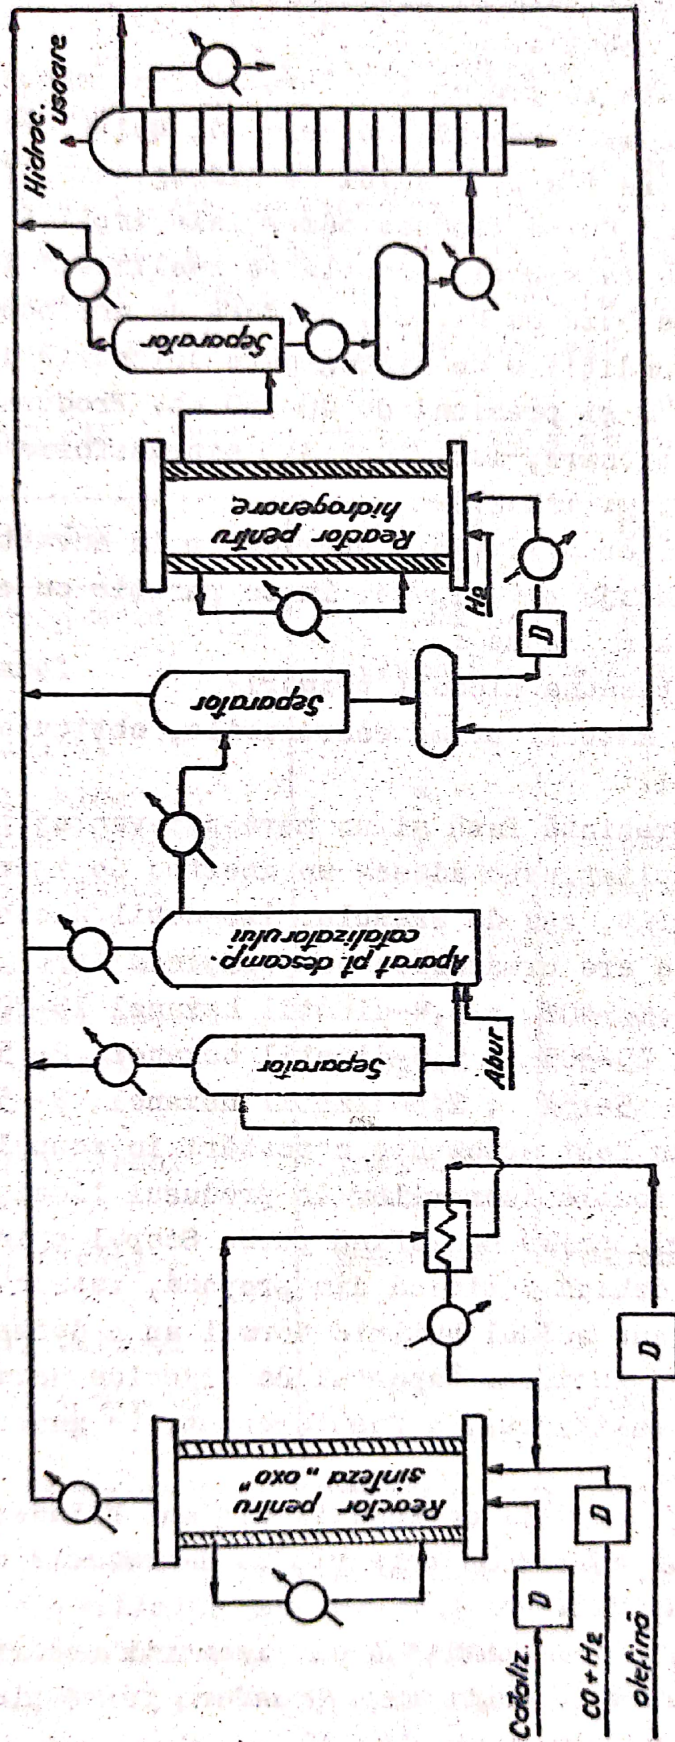 Cataliz.
CO+H2
olefină
D
D
D
Reactor pentru
sinteza „oxo"
Separator
Abur
Aparat pt. descomp.
catalizatorului
Separator
D
H2
Reactor pentru
hidrogenare
Separator
Hidroc.
usoare